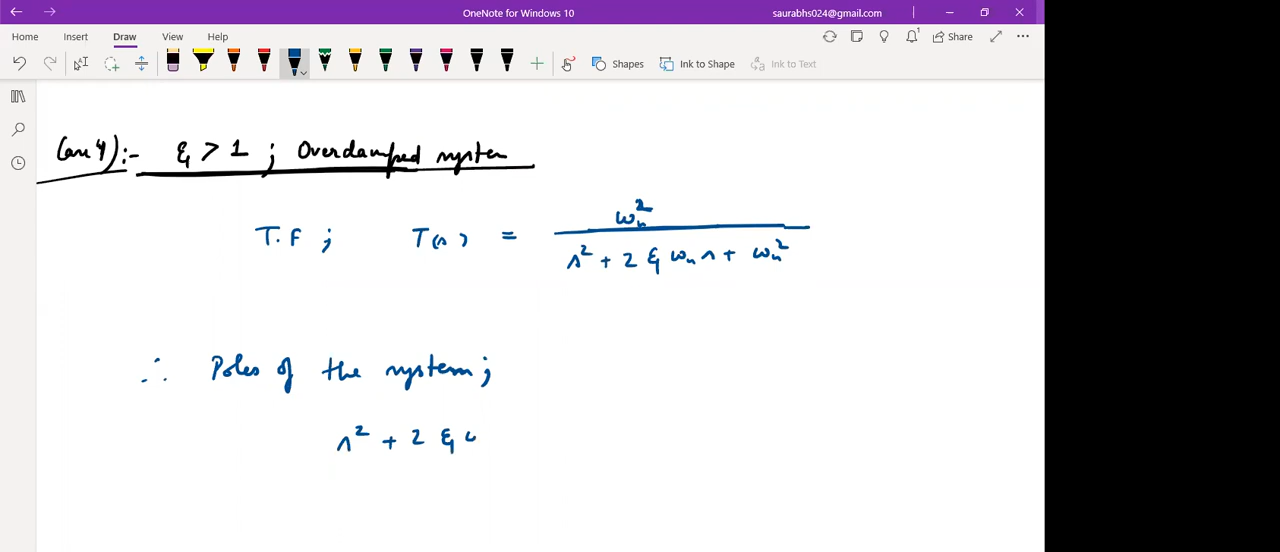 OneNote for Windows 10
saurabhs024@gmail.com
Home Insert Draw View Help
Share
Shapes Ink to Shape Ink to Text
Case 4):- ξ > 1 ; Overdamped system
T.F ; T(s) = ωn² / (s² + 2 ξ ωn s + ωn²)
∴ Poles of the system;
s² + 2 ξ